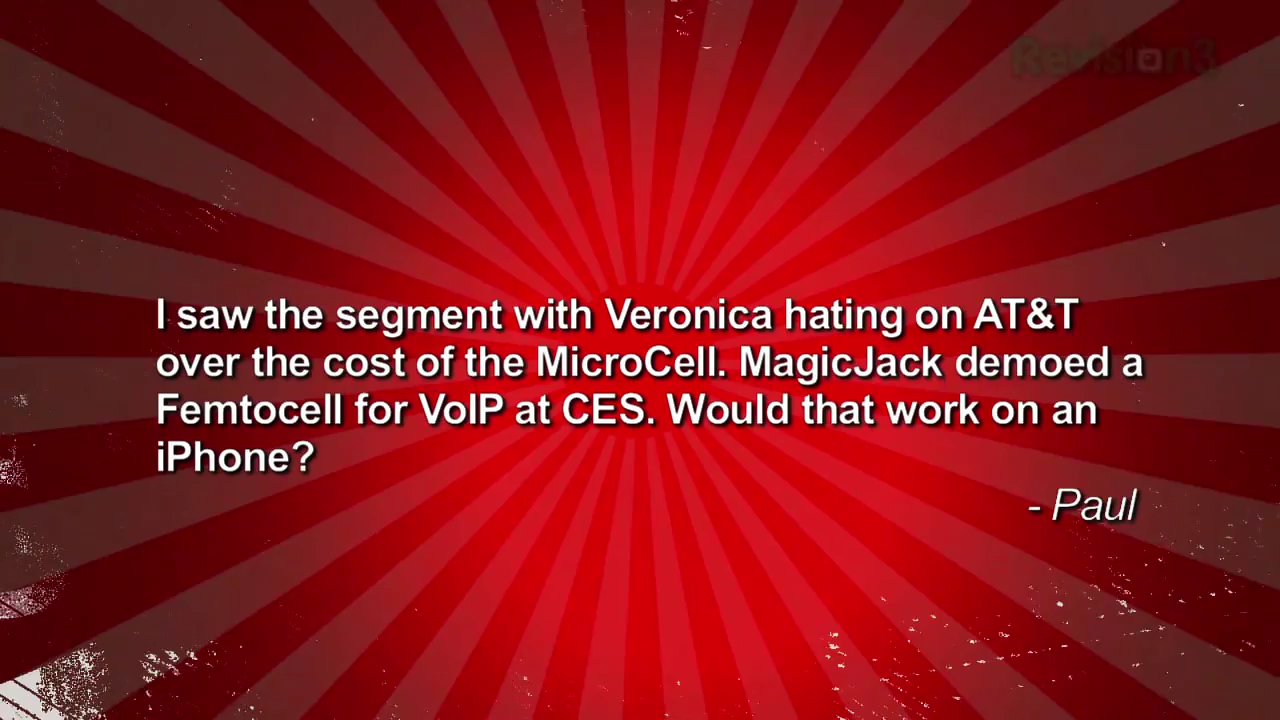 Revision3
I saw the segment with Veronica hating on AT&T
over the cost of the MicroCell. MagicJack demoed a
Femtocell for VoIP at CES. Would that work on an
iPhone?
- Paul